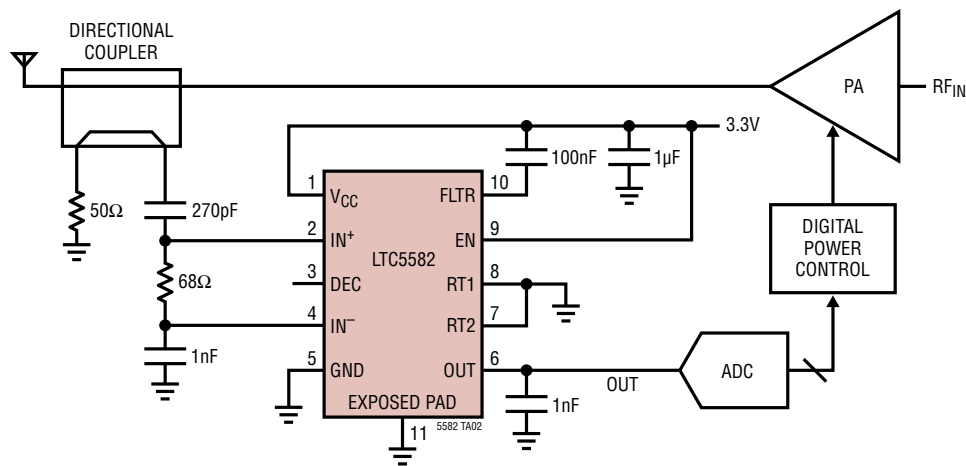 DIRECTIONAL
COUPLER
PA
RFIN
3.3V
100nF
1µF
50Ω
270pF
68Ω
1nF
1
VCC
2
IN+
3
DEC
4
IN−
5
GND
LTC5582
FLTR
10
EN
9
RT1
8
RT2
7
OUT
6
EXPOSED PAD
11
5582 TA02
1nF
OUT
ADC
DIGITAL
POWER
CONTROL